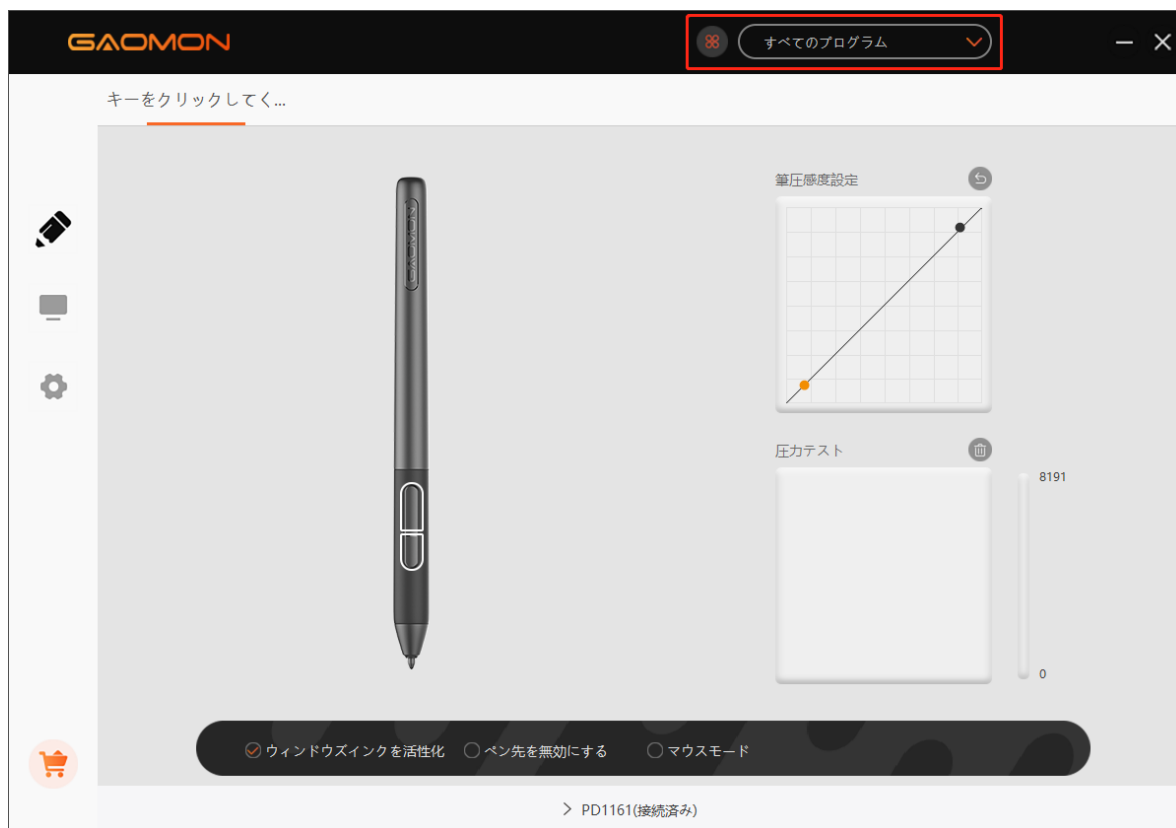 GAOMON
すべてのプログラム
キーをクリックしてく...
GAOMON
筆圧感度設定
圧力テスト
8191
0
ウィンドウズインクを活性化
ペン先を無効にする
マウスモード
PD1161(接続済み)